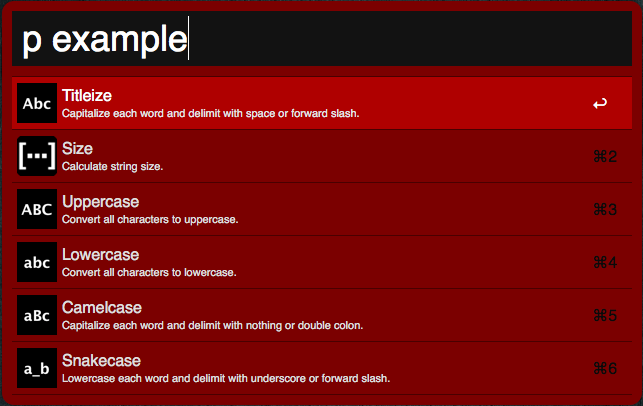 p example
Abc Titleize ↩
Capitalize each word and delimit with space or forward slash.
[...] Size ⌘2
Calculate string size.
ABC Uppercase ⌘3
Convert all characters to uppercase.
abc Lowercase ⌘4
Convert all characters to lowercase.
aBc Camelcase ⌘5
Capitalize each word and delimit with nothing or double colon.
a_b Snakecase ⌘6
Lowercase each word and delimit with underscore or forward slash.